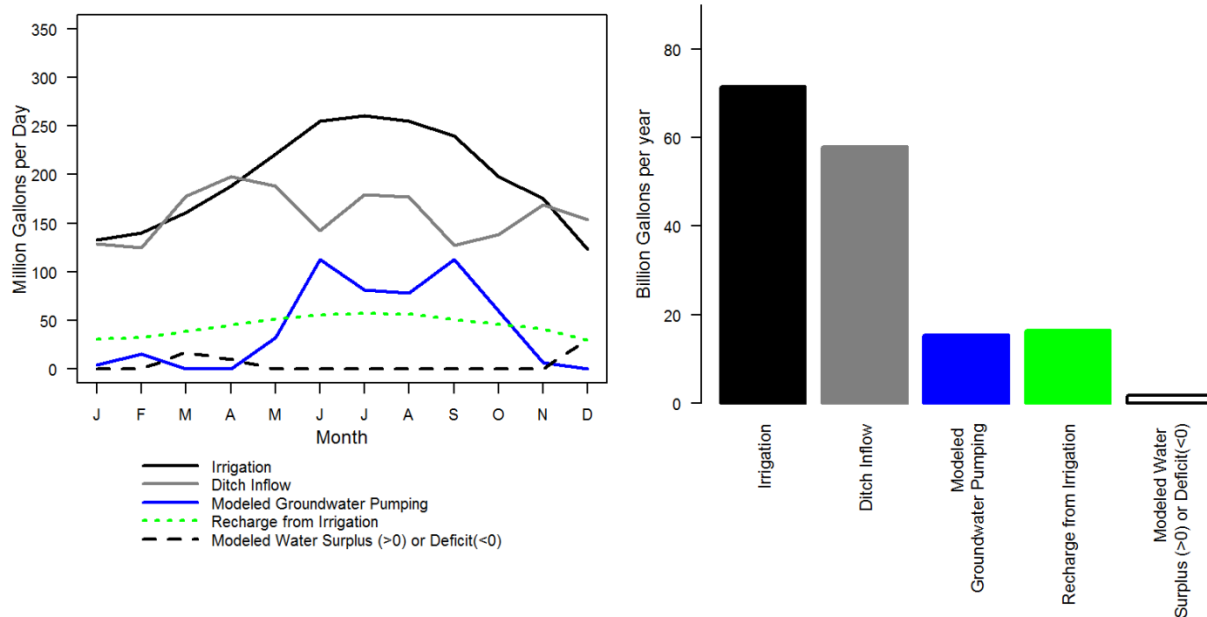 Million Gallons per Day
350
300
250
200
150
100
50
0
J F M A M J J A S O N D
Month
Irrigation
Ditch Inflow
Modeled Groundwater Pumping
Recharge from Irrigation
Modeled Water Surplus (>0) or Deficit(<0)
Billion Gallons per year
80
60
40
20
0
Irrigation
Ditch Inflow
Modeled
Groundwater Pumping
Recharge from Irrigation
Modeled Water
Surplus (>0) or Deficit(<0)